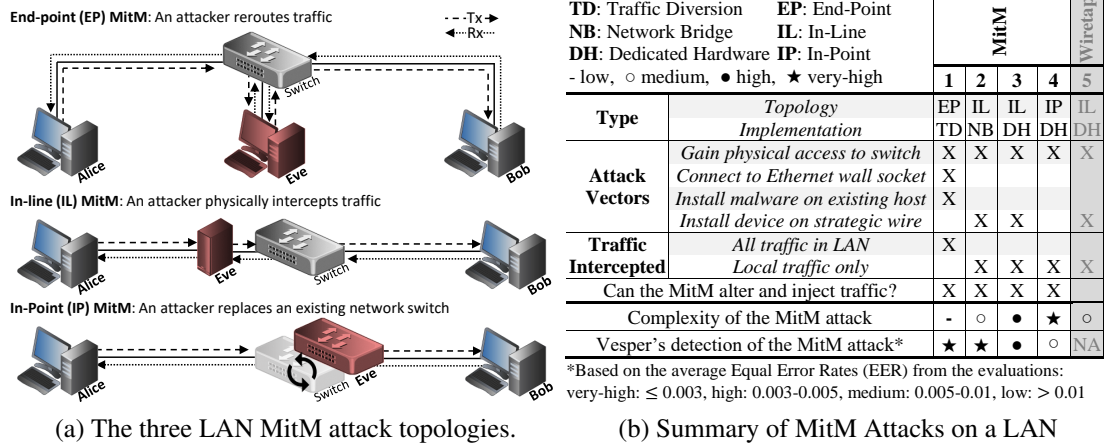 End-point (EP) MitM: An attacker reroutes traffic
Tx
Rx
Switch
Alice
Eve
Bob
In-line (IL) MitM: An attacker physically intercepts traffic
Alice
Eve
Switch
Bob
In-Point (IP) MitM: An attacker replaces an existing network switch
Alice
Switch
Eve
Bob
(a) The three LAN MitM attack topologies.
TD: Traffic Diversion EP: End-Point
NB: Network Bridge IL: In-Line
DH: Dedicated Hardware IP: In-Point
- low, ○ medium, ● high, ★ very-high
MitM
Wiretap
1 2 3 4 5
Type
Topology EP IL IL IP IL
Implementation TD NB DH DH DH
Attack Vectors
Gain physical access to switch X X X X X
Connect to Ethernet wall socket X
Install malware on existing host X
Install device on strategic wire X X X
Traffic Intercepted
All traffic in LAN X
Local traffic only X X X X
Can the MitM alter and inject traffic? X X X X
Complexity of the MitM attack - ○ ● ★ ○
Vesper's detection of the MitM attack* ★ ★ ● ○ NA
*Based on the average Equal Error Rates (EER) from the evaluations:
very-high: ≤ 0.003, high: 0.003-0.005, medium: 0.005-0.01, low: > 0.01
(b) Summary of MitM Attacks on a LAN